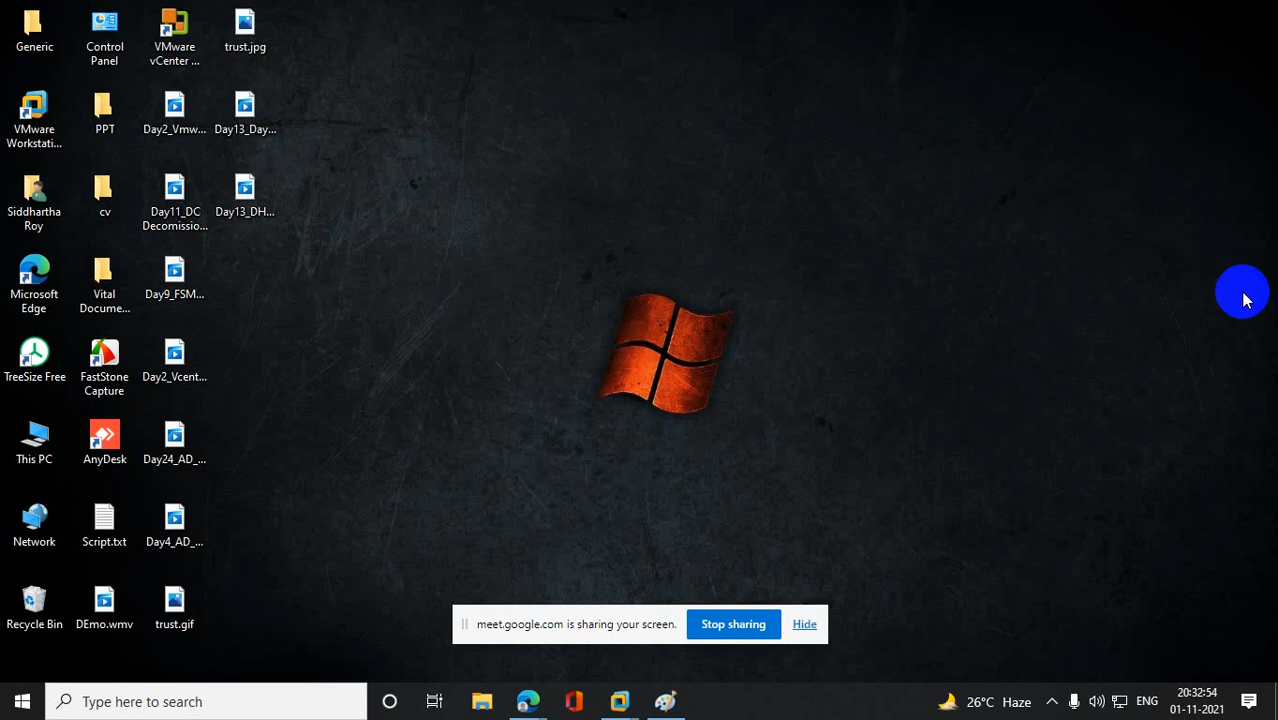 Generic
Control
Panel
VMware
vCenter ...
trust.jpg
VMware
Workstati...
PPT
Day2_Vmw...
Day13_Day...
Siddhartha
Roy
cv
Day11_DC
Decomissio...
Day13_DH...
Microsoft
Edge
Vital
Docume...
Day9_FSM...
TreeSize Free
FastStone
Capture
Day2_Vcent...
This PC
AnyDesk
Day24_AD_...
Network
Script.txt
Day4_AD_...
Recycle Bin
DEmo.wmv
trust.gif
meet.google.com is sharing your screen.
Stop sharing
Hide
Type here to search
26°C Haze
ENG
20:32:54
01-11-2021